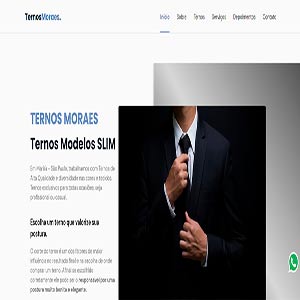 TernosMoraes.
Início Sobre Ternos Serviços Depoimentos Contato
TERNOS MORAES
Ternos Modelos SLIM
Em Marília - São Paulo, trabalhamos com Ternos de
Alta Qualidade e diversidade nas cores e tecidos.
Ternos exclusivos para todas ocasiões, seja
profissional ou casual.
Escolha um terno que valorize sua
postura.
O corte do terno é um dos fatores de maior
influência no resultado final e na escolha de onde
comprar um terno. Afinal, se escolhido
corretamente ele pode ser o responsável por uma
postura muito bonita e elegante.